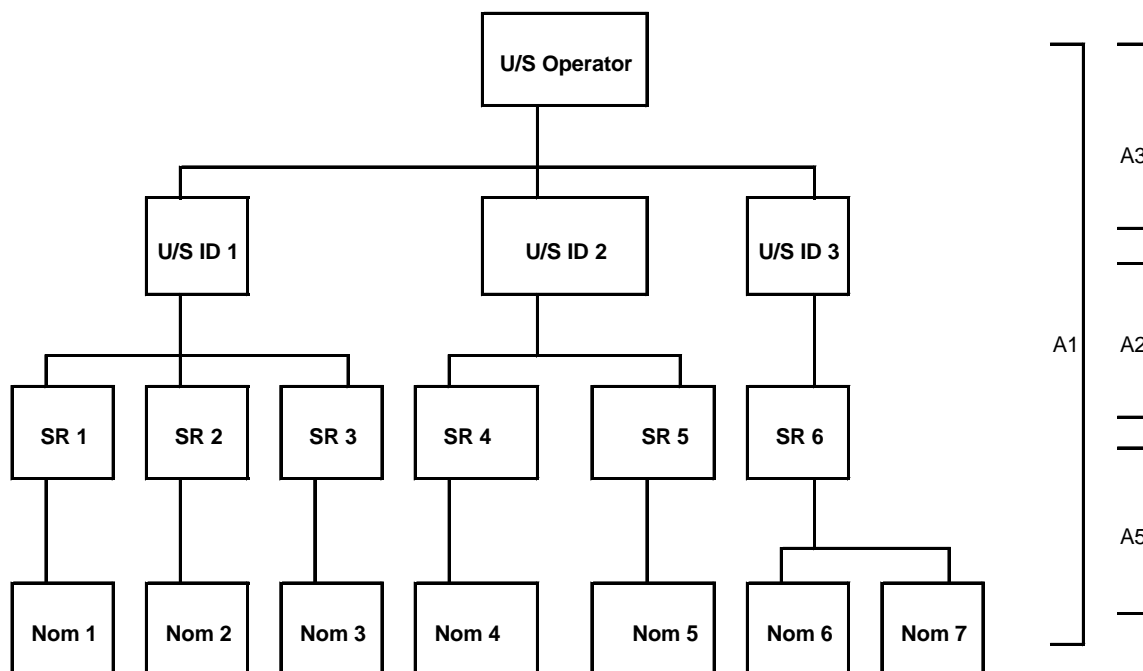 U/S Operator
A3
U/S ID 1 U/S ID 2 U/S ID 3
A1 A2
SR 1 SR 2 SR 3 SR 4 SR 5 SR 6
A5
Nom 1 Nom 2 Nom 3 Nom 4 Nom 5 Nom 6 Nom 7